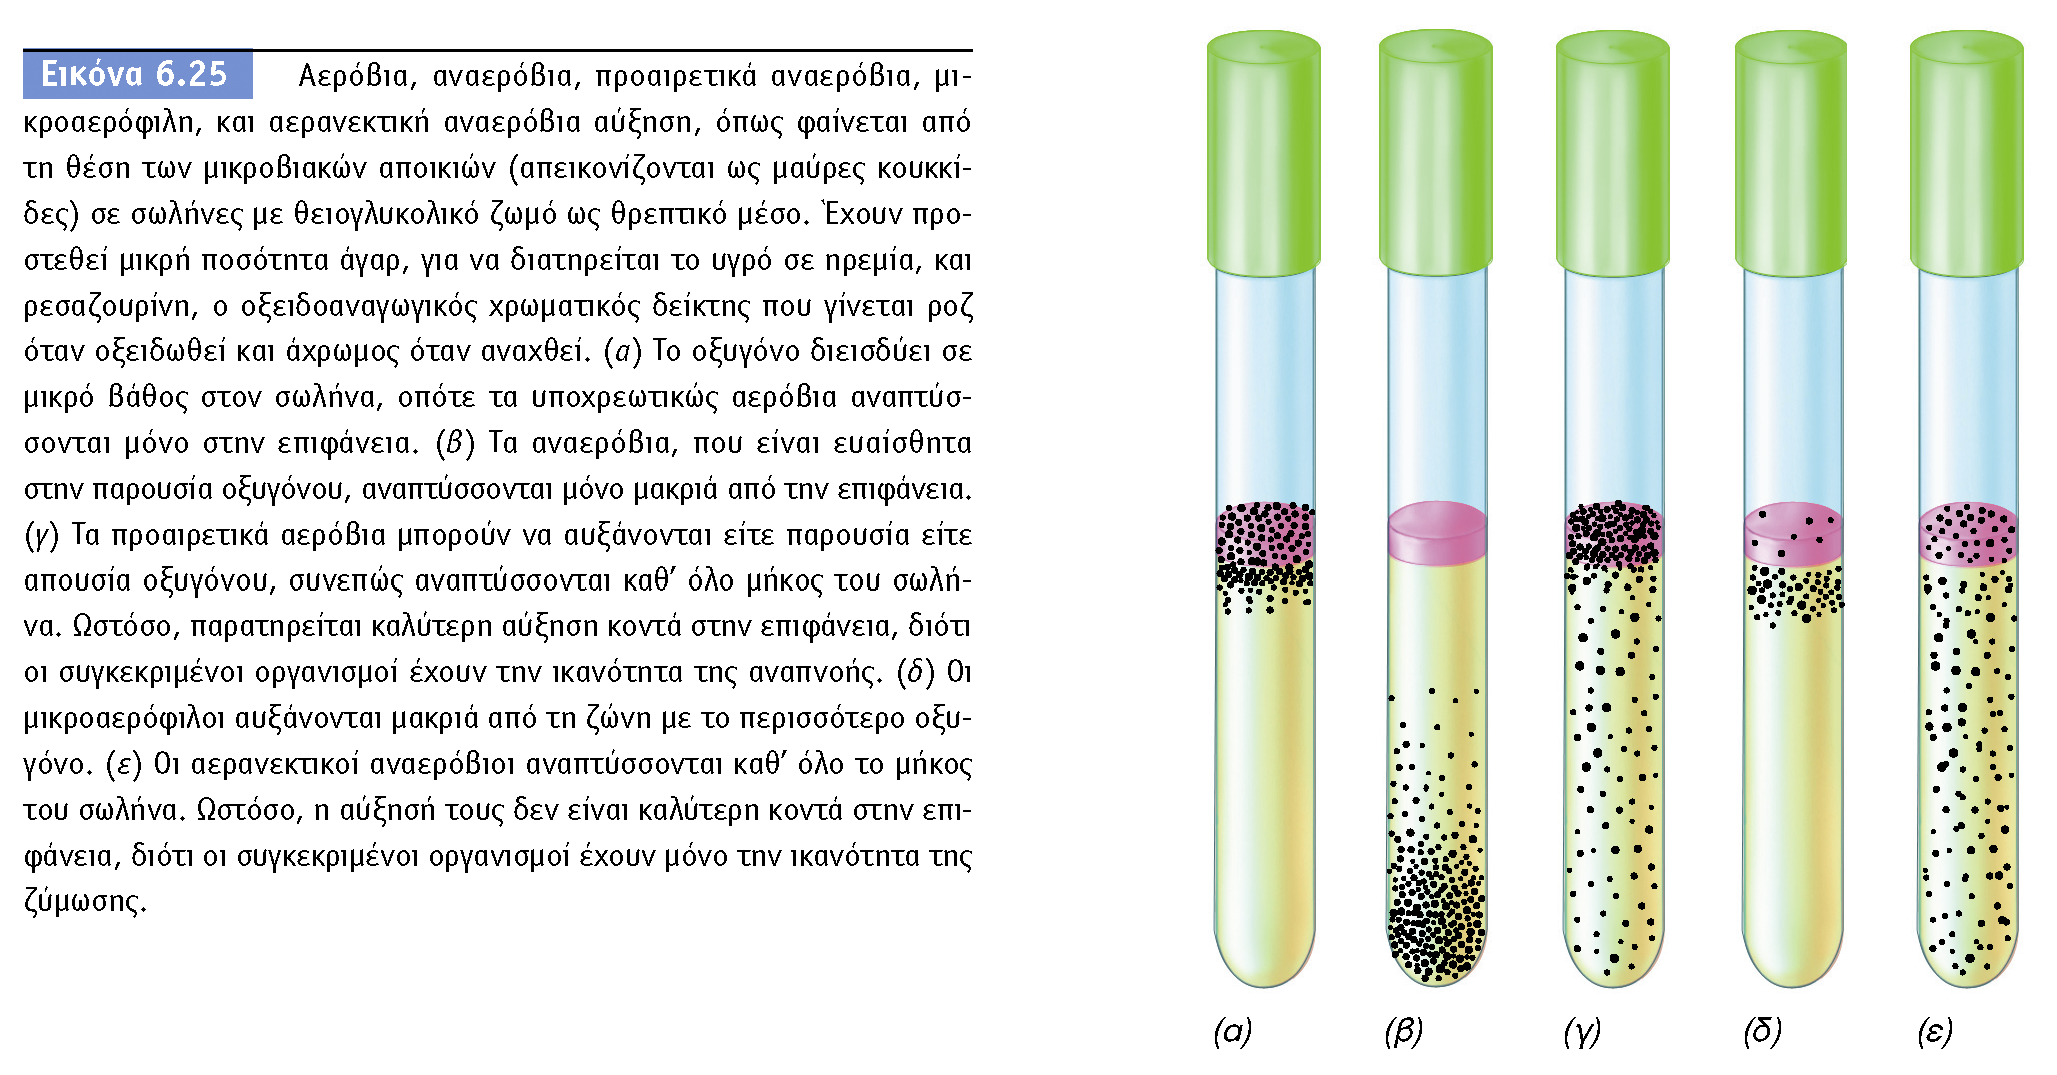 Εικόνα 6.25 Αερόβια, αναερόβια, προαιρετικά αναερόβια, μι-
κροαερόφιλη, και αερανεκτική αναερόβια αύξηση, όπως φαίνεται από
τη θέση των μικροβιακών αποικιών (απεικονίζονται ως μαύρες κουκκί-
δες) σε σωλήνες με θειογλυκολικό ζωμό ως θρεπτικό μέσο. Έχουν προ-
στεθεί μικρή ποσότητα άγαρ, για να διατηρείται το υγρό σε ηρεμία, και
ρεσαζουρίνη, ο οξειδοαναγωγικός χρωματικός δείκτης που γίνεται ροζ
όταν οξειδωθεί και άχρωμος όταν αναχθεί. (α) Το οξυγόνο διεισδύει σε
μικρό βάθος στον σωλήνα, οπότε τα υποχρεωτικώς αερόβια αναπτύσ-
σονται μόνο στην επιφάνεια. (β) Τα αναερόβια, που είναι ευαίσθητα
στην παρουσία οξυγόνου, αναπτύσσονται μόνο μακριά από την επιφάνεια.
(γ) Τα προαιρετικά αερόβια μπορούν να αυξάνονται είτε παρουσία είτε
απουσία οξυγόνου, συνεπώς αναπτύσσονται καθ’ όλο μήκος του σωλή-
να. Ωστόσο, παρατηρείται καλύτερη αύξηση κοντά στην επιφάνεια, διότι
οι συγκεκριμένοι οργανισμοί έχουν την ικανότητα της αναπνοής. (δ) Οι
μικροαερόφιλοι αυξάνονται μακριά από τη ζώνη με το περισσότερο οξυ-
γόνο. (ε) Οι αερανεκτικοί αναερόβιοι αναπτύσσονται καθ’ όλο το μήκος
του σωλήνα. Ωστόσο, η αύξησή τους δεν είναι καλύτερη κοντά στην επι-
φάνεια, διότι οι συγκεκριμένοι οργανισμοί έχουν μόνο την ικανότητα της
ζύμωσης.
(α) (β) (γ) (δ) (ε)